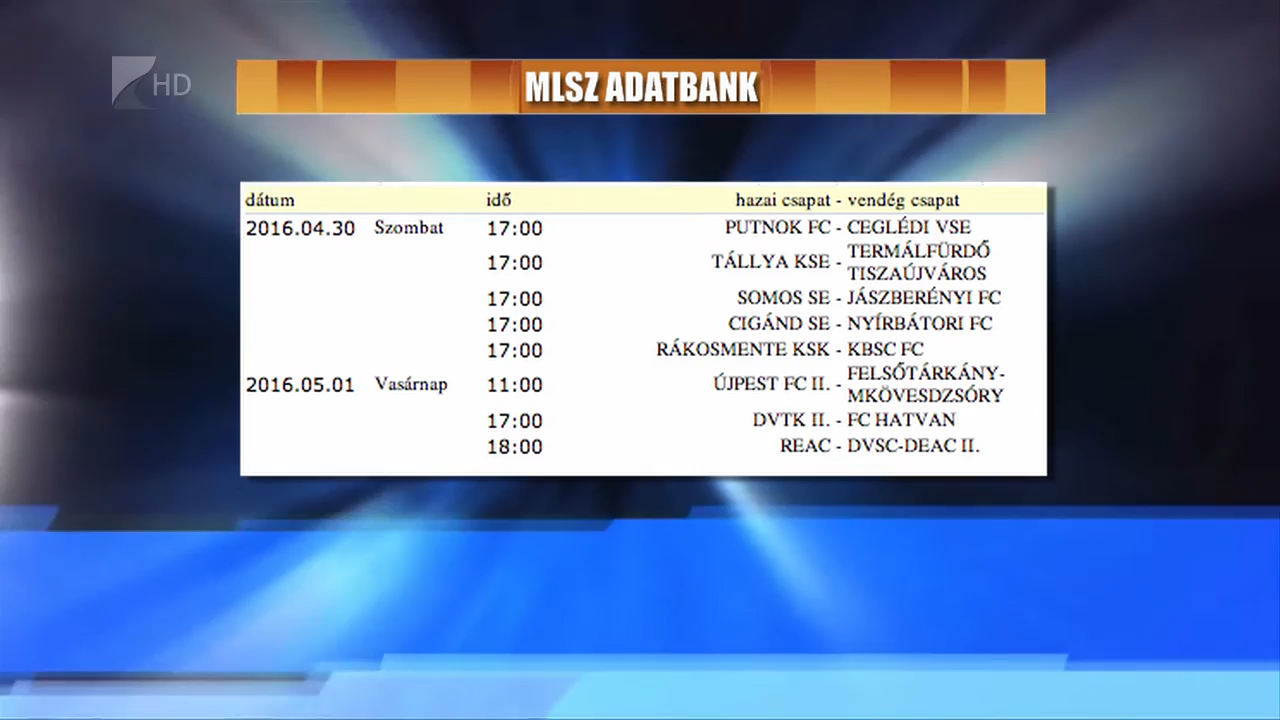 HD
MLSZ ADATBANK
dátum idő hazai csapat - vendég csapat
2016.04.30 Szombat 17:00 PUTNOK FC - CEGLÉDI VSE
17:00 TÁLLYA KSE - TERMÁLFÜRDŐ
TISZAÚJVÁROS
17:00 SOMOS SE - JÁSZBERÉNYI FC
17:00 CIGÁND SE - NYÍRBÁTORI FC
17:00 RÁKOSMENTE KSK - KBSC FC
2016.05.01 Vasárnap 11:00 ÚJPEST FC II. - FELSŐTÁRKÁNY-
MKÖVESDZSÓRY
17:00 DVTK II. - FC HATVAN
18:00 REAC - DVSC-DEAC II.